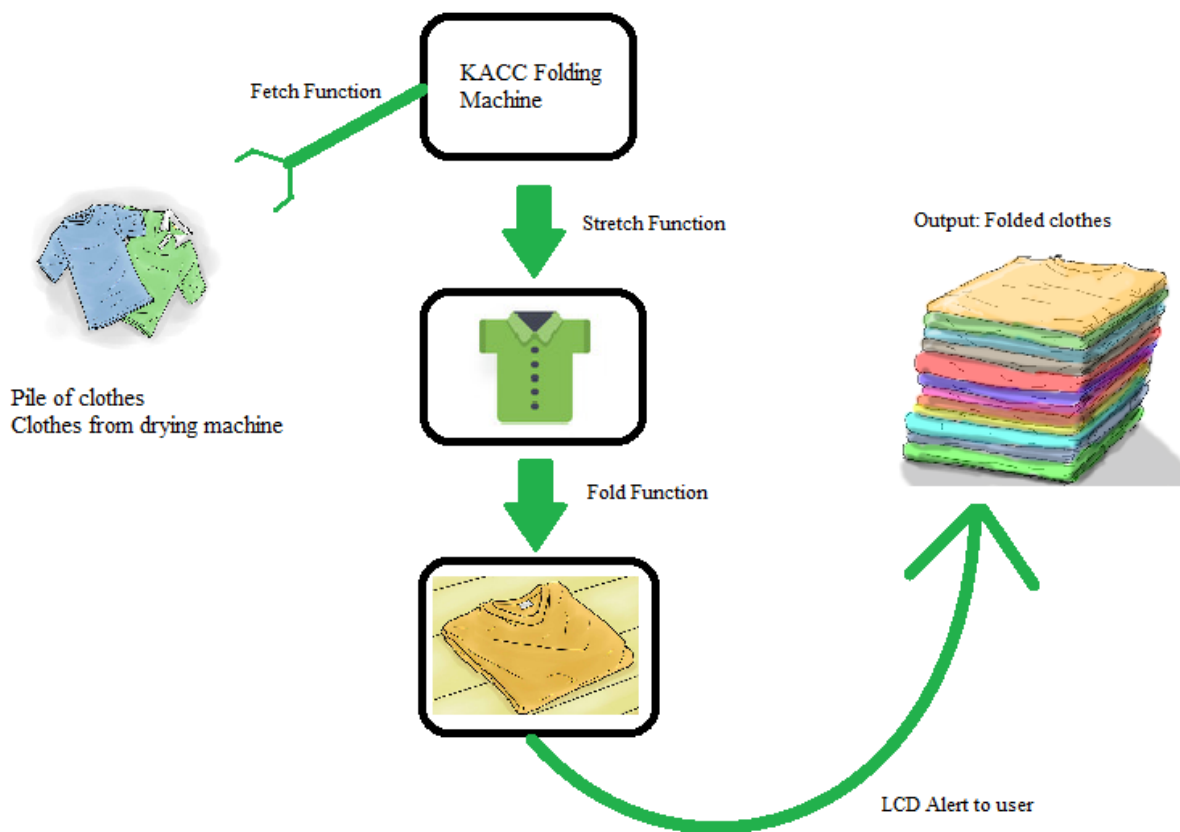 KACC Folding
Machine
Fetch Function
Stretch Function
Output: Folded clothes
Pile of clothes
Clothes from drying machine
Fold Function
LCD Alert to user